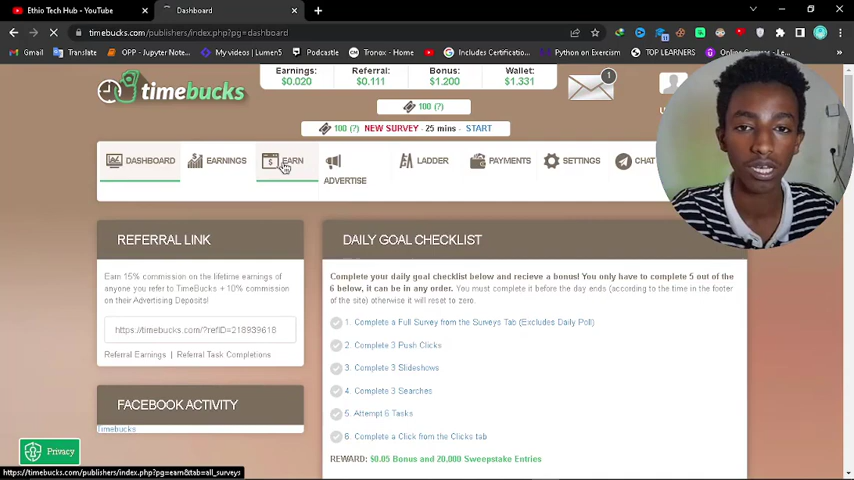 Ethio Tech Hub - YouTube
Dashboard
timebucks.com/publishers/index.php?pg=dashboard
Gmail
Translate
OPP - Jupyter Note..
My videos | Lumen5
Podcastle
Tronox - Home
Includes Certificatio...
Python on Exercism
TOP LEARNERS
Online Courses - Le...
Earnings: Referral: Bonus: Wallet:
$0.020 $0.111 $1.200 $1.331
timebucks
1
100 (?)
100 (?) NEW SURVEY - 25 mins - START
DASHBOARD EARNINGS EARN ADVERTISE LADDER PAYMENTS SETTINGS CHAT
REFERRAL LINK
Earn 15% commission on the lifetime earnings of
anyone you refer to TimeBucks + 10% commission
on their Advertising Deposits!
https://timebucks.com/?refID=218939618
Referral Earnings | Referral Task Completions
FACEBOOK ACTIVITY
Timebucks
DAILY GOAL CHECKLIST
Complete your daily goal checklist below and recieve a bonus! You only have to complete 5 out of the
6 below, it can be in any order. You must complete it before the day ends (according to the time in the footer
of the site) otherwise it will reset to zero.
1. Complete a Full Survey from the Surveys Tab (Excludes Daily Poll)
2. Complete 3 Push Clicks
3. Complete 3 Slideshows
4. Complete 3 Searches
5. Attempt 6 Tasks
6. Complete a Click from the Clicks tab
REWARD: $0.05 Bonus and 20,000 Sweepstake Entries
Privacy
https://timebucks.com/publishers/index.php?pg=earn&tab=all_surveys